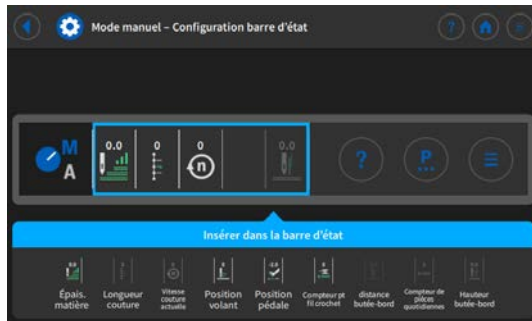 Mode manuel – Configuration barre d'état
?
M
A
0.0
0
0
n
0.0
?
P
Insérer dans la barre d'état
Épais.
matière
Longueur
couture
Vitesse
couture
actuelle
Position
volant
Position
pédale
Compteur pt
fil crochet
distance
butée-bord
Compteur de
pièces
quotidiennes
Hauteur
butée-bord